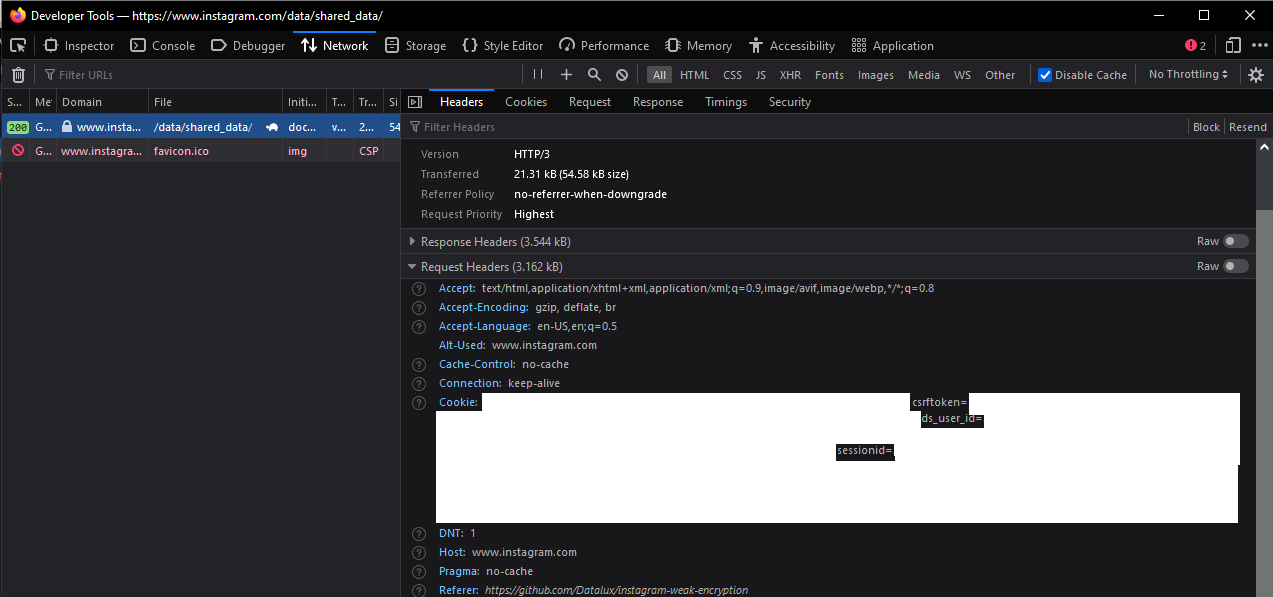 Developer Tools — https://www.instagram.com/data/shared_data/
Inspector Console Debugger Network Storage {} Style Editor Performance Memory Accessibility Application 2
Filter URLs All HTML CSS JS XHR Fonts Images Media WS Other Disable Cache No Throttling
S... Me Domain File Initi... T... Tr... Si
200 G... www.insta... /data/shared_data/ doc... v... 2... 54
G... www.instagra... favicon.ico img CSP
Headers Cookies Request Response Timings Security
Filter Headers Block Resend
Version HTTP/3
Transferred 21.31 kB (54.58 kB size)
Referrer Policy no-referrer-when-downgrade
Request Priority Highest
Response Headers (3.544 kB) Raw
Request Headers (3.162 kB) Raw
Accept: text/html,application/xhtml+xml,application/xml;q=0.9,image/avif,image/webp,*/*;q=0.8
Accept-Encoding: gzip, deflate, br
Accept-Language: en-US,en;q=0.5
Alt-Used: www.instagram.com
Cache-Control: no-cache
Connection: keep-alive
Cookie: csrftoken=
ds_user_id=
sessionid=
DNT: 1
Host: www.instagram.com
Pragma: no-cache
Referer: https://github.com/Datalux/instagram-weak-encryption